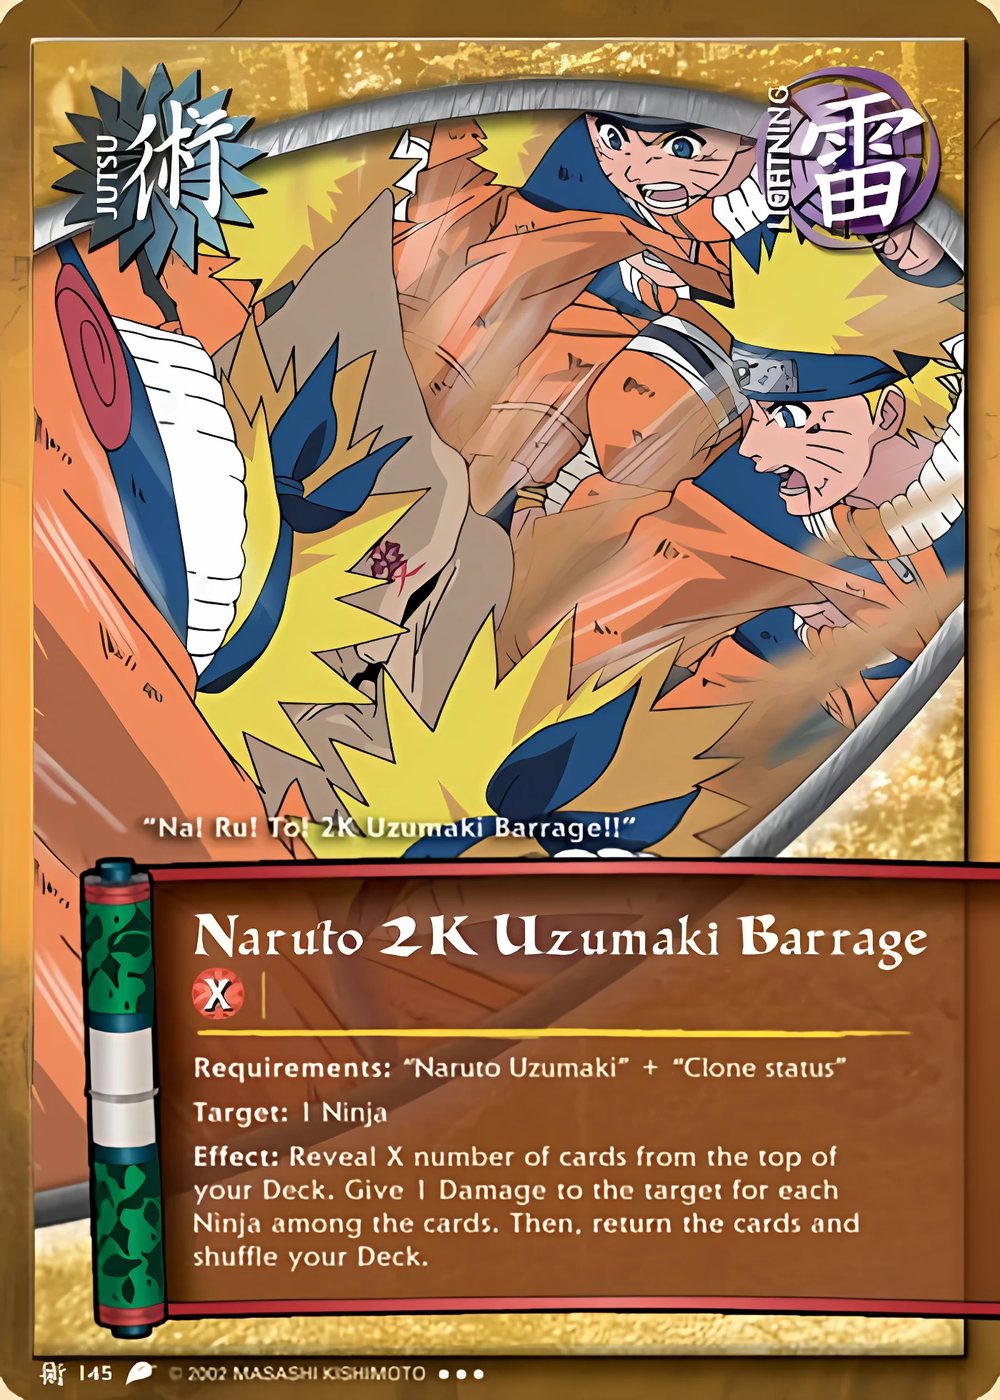 JUTSU
術
LIGHTNING
雷
“Na! Ru! To! 2K Uzumaki Barrage!!”
Naruto 2K Uzumaki Barrage
X
Requirements: “Naruto Uzumaki” + “Clone status”
Target: 1 Ninja
Effect: Reveal X number of cards from the top of
your Deck. Give 1 Damage to the target for each
Ninja among the cards. Then, return the cards and
shuffle your Deck.
術 145 © 2002 MASASHI KISHIMOTO